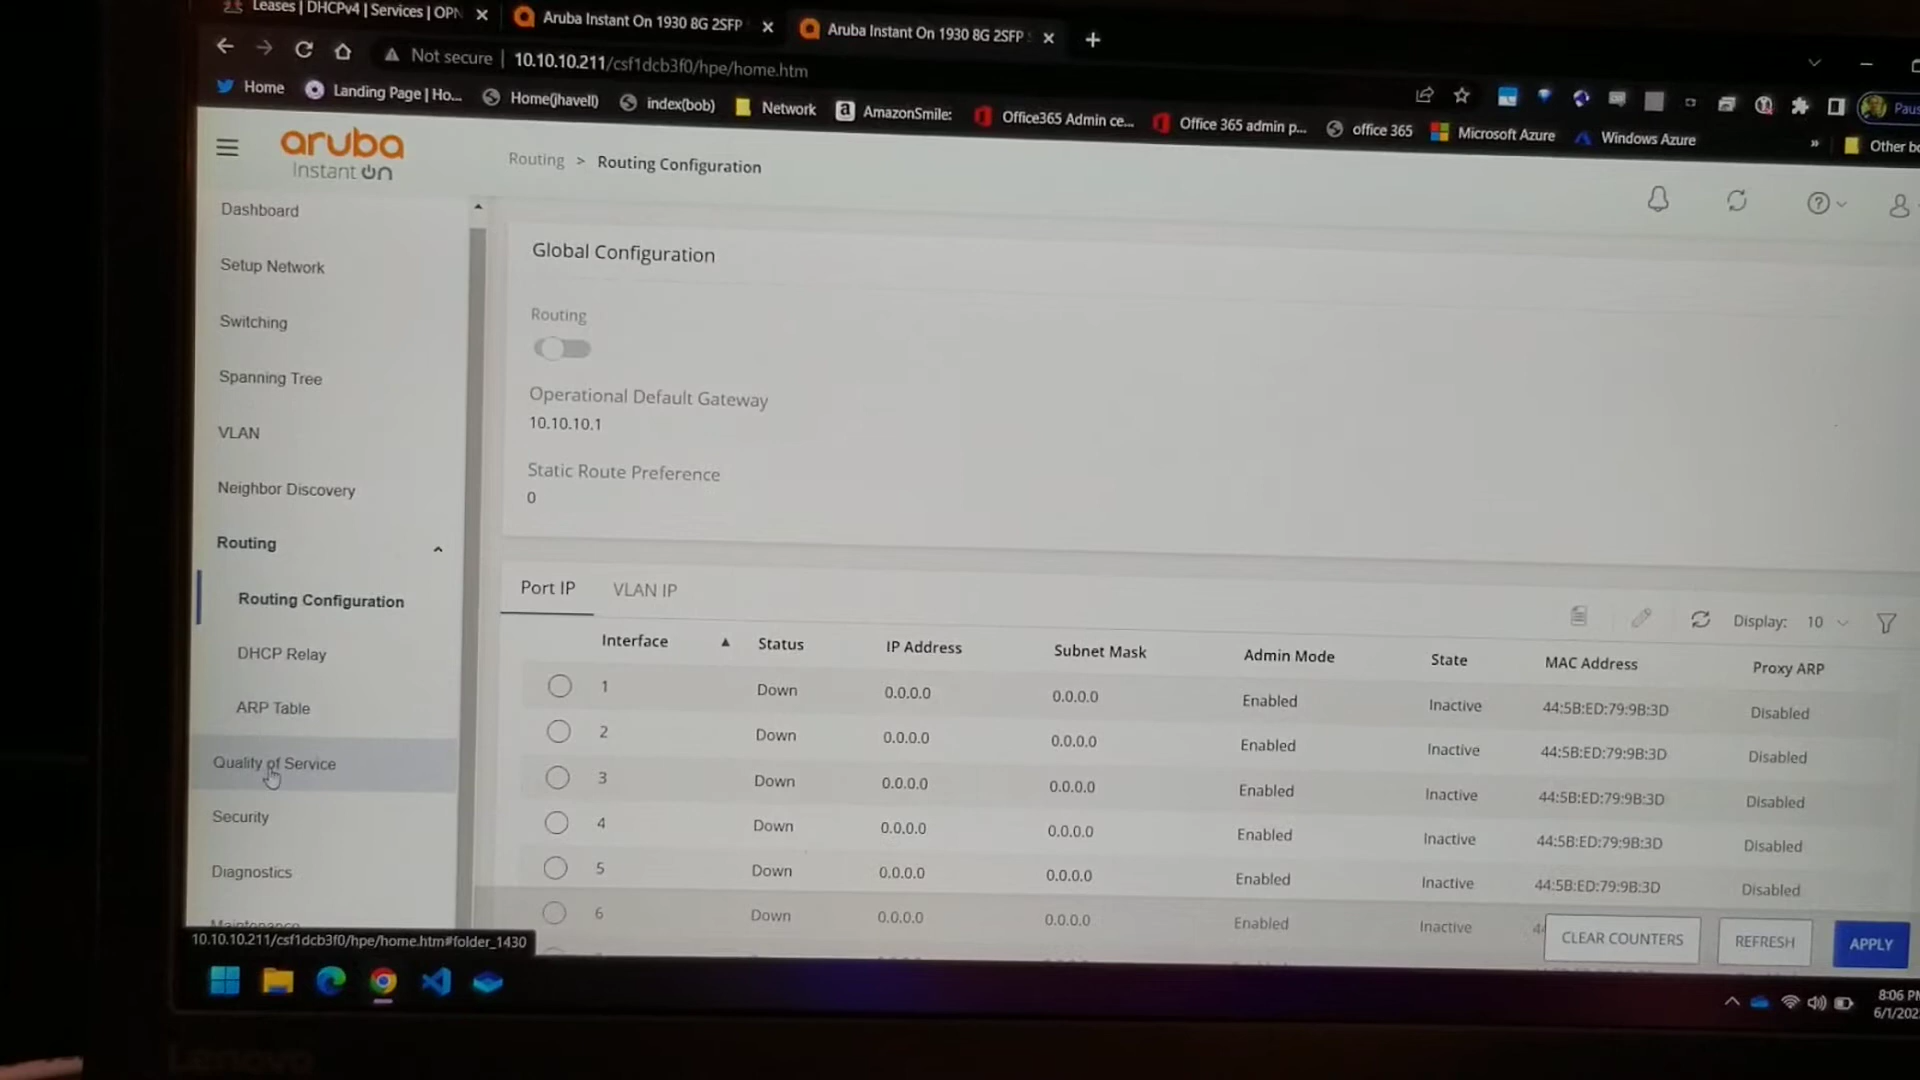 Leases | DHCPv4 | Services | OPN
Aruba Instant On 1930 8G 2SFP
Aruba Instant On 1930 8G 2SFP
Not secure | 10.10.10.211/csf1dcb3f0/hpe/home.htm
Home
Landing Page | Ho...
Home(jhavell)
index(bob)
Network
AmazonSmile:
Office365 Admin ce...
Office 365 admin p...
office 365
Microsoft Azure
Windows Azure
»
Other bo
Paus
aruba
instant On
Routing > Routing Configuration
Dashboard
Setup Network
Switching
Spanning Tree
VLAN
Neighbor Discovery
Routing
Routing Configuration
DHCP Relay
ARP Table
Quality of Service
Security
Diagnostics
Maintenance
Global Configuration
Routing
Operational Default Gateway
10.10.10.1
Static Route Preference
0
Port IP VLAN IP
Display: 10
Interface Status IP Address Subnet Mask Admin Mode State MAC Address Proxy ARP
1 Down 0.0.0.0 0.0.0.0 Enabled Inactive 44:5B:ED:79:9B:3D Disabled
2 Down 0.0.0.0 0.0.0.0 Enabled Inactive 44:5B:ED:79:9B:3D Disabled
3 Down 0.0.0.0 0.0.0.0 Enabled Inactive 44:5B:ED:79:9B:3D Disabled
4 Down 0.0.0.0 0.0.0.0 Enabled Inactive 44:5B:ED:79:9B:3D Disabled
5 Down 0.0.0.0 0.0.0.0 Enabled Inactive 44:5B:ED:79:9B:3D Disabled
6 Down 0.0.0.0 0.0.0.0 Enabled Inactive 4
CLEAR COUNTERS REFRESH APPLY
10.10.10.211/csf1dcb3f0/hpe/home.htm#folder_1430
8:06 PM
6/1/202
Lenovo